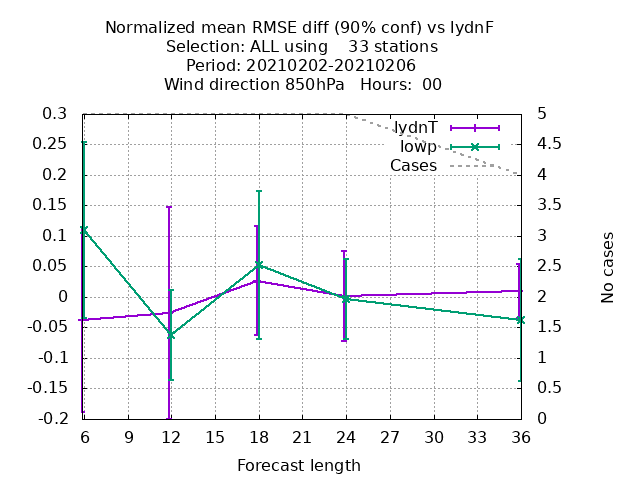 Normalized mean RMSE diff (90% conf) vs lydnF
Selection: ALL using    33 stations
Period: 20210202-20210206
Wind direction 850hPa   Hours:  00
0.3
0.25
0.2
0.15
0.1
0.05
0
-0.05
-0.1
-0.15
-0.2
lydnT
lowp
Cases
5
4.5
4
3.5
3
2.5
2
1.5
1
0.5
0
No cases
6 9 12 15 18 21 24 27 30 33 36
Forecast length